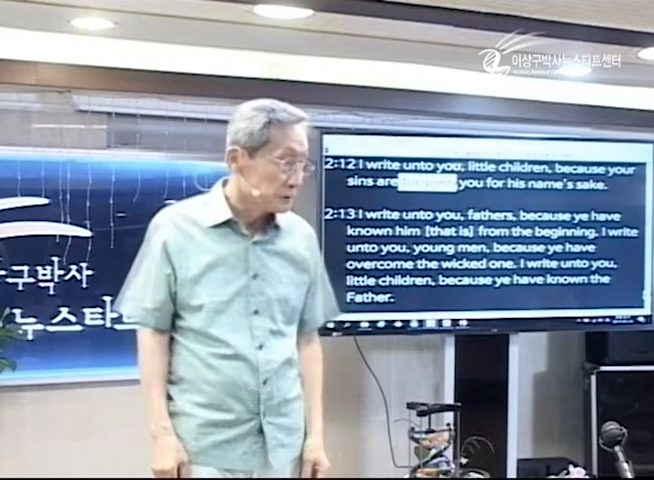 이상구박사뉴스타트센터
2:12 I write unto you, little children, because your
sins are you for his name's sake.
2:13 I write unto you, fathers, because ye have
known him [that is] from the beginning. I write
unto you, young men, because ye have
overcome the wicked one. I write unto you,
little children, because ye have known the
Father.
구박사
뉴스타트